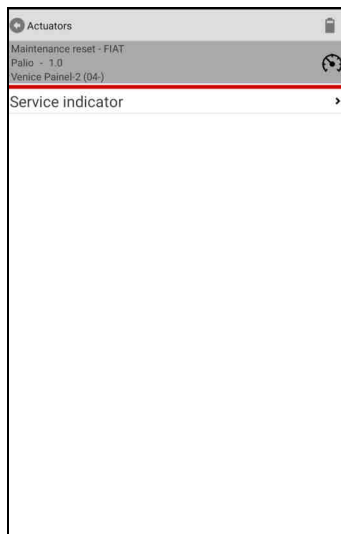 Actuators
Maintenance reset - FIAT
Palio - 1.0
Venice Painel-2 (04-)
Service indicator